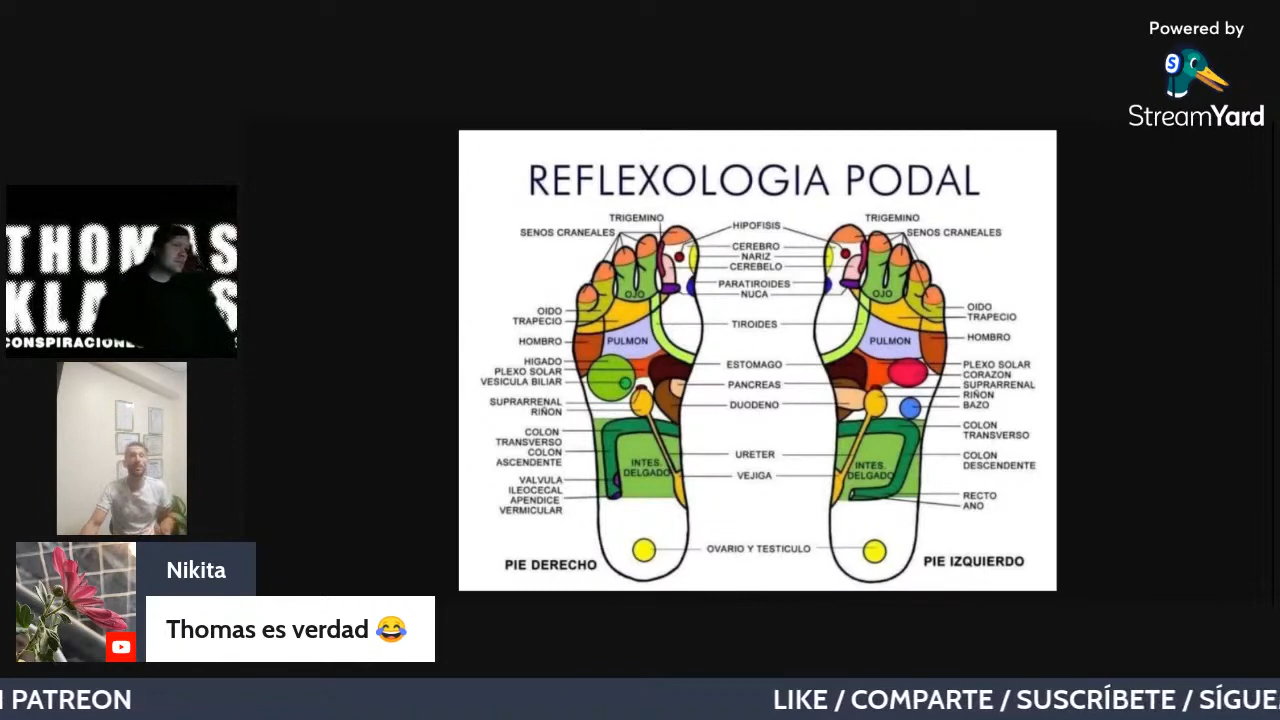 Powered by
StreamYard
THOMAS
CONSPIRACION
REFLEXOLOGIA PODAL
TRIGEMINO
SENOS CRANEALES
OJO
OIDO
TRAPECIO
HOMBRO
PULMON
HIGADO
PLEXO SOLAR
VESICULA BILIAR
SUPRARRENAL
RIÑON
COLON
TRANSVERSO
COLON
ASCENDENTE
INTES.
DELGADO
VALVULA
ILEOCECAL
APENDICE
VERMICULAR
PIE DERECHO
HIPOFISIS
CEREBRO
NARIZ
CEREBELO
PARATIROIDES
NUCA
TIROIDES
ESTOMAGO
PANCREAS
DUODENO
URETER
VEJIGA
OVARIO Y TESTICULO
TRIGEMINO
SENOS CRANEALES
OJO
OIDO
TRAPECIO
HOMBRO
PULMON
PLEXO SOLAR
CORAZON
SUPRARRENAL
RIÑON
BAZO
COLON
TRANSVERSO
COLON
DESCENDENTE
INTES.
DELGADO
RECTO
ANO
PIE IZQUIERDO
Nikita
Thomas es verdad 😂
PATREON
LIKE / COMPARTE / SUSCRÍBETE / SÍGUE